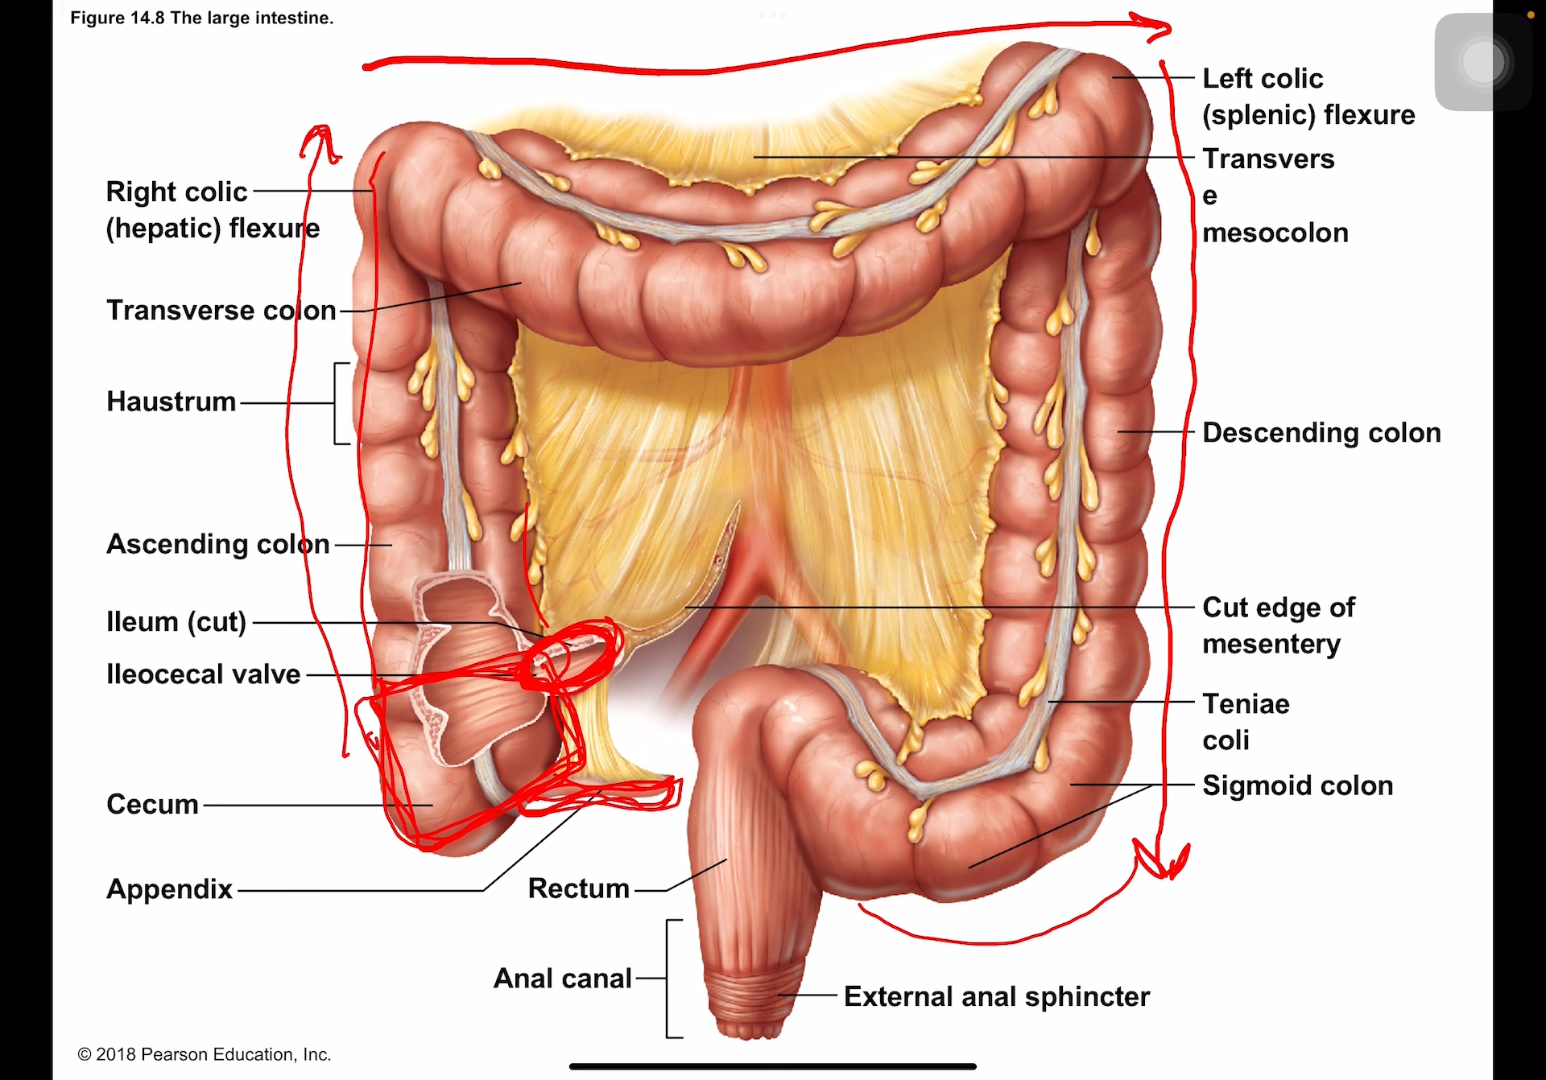 Figure 14.8 The large intestine.
Left colic
(splenic) flexure
Transvers
e
mesocolon
Right colic
(hepatic) flexure
Transverse colon
Haustrum
Descending colon
Ascending colon
Ileum (cut)
Cut edge of
mesentery
Ileocecal valve
Teniae
coli
Sigmoid colon
Cecum
Appendix
Rectum
Anal canal
External anal sphincter
© 2018 Pearson Education, Inc.